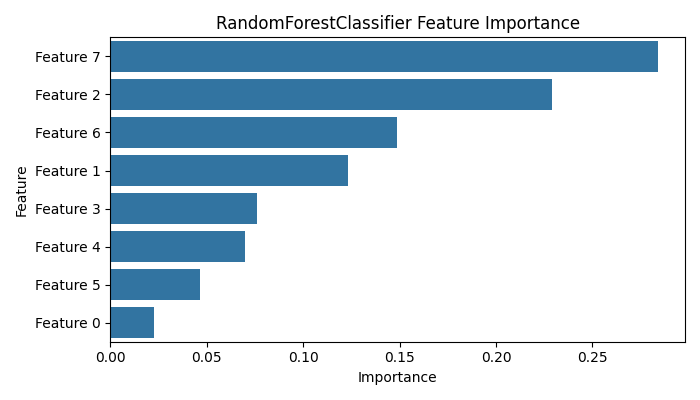 RandomForestClassifier Feature Importance
Feature
Feature 7
Feature 2
Feature 6
Feature 1
Feature 3
Feature 4
Feature 5
Feature 0
0.00 0.05 0.10 0.15 0.20 0.25
Importance